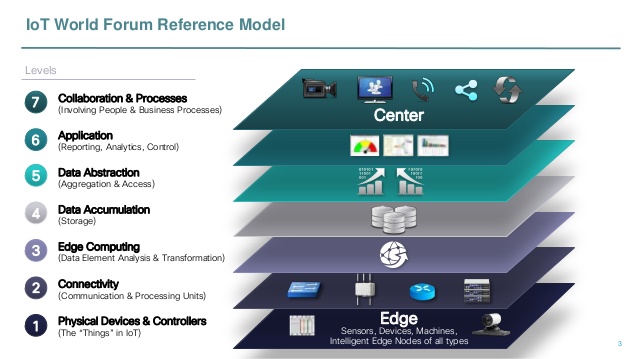 IoT World Forum Reference Model
Levels
7 Collaboration & Processes
(Involving People & Business Processes)
6 Application
(Reporting, Analytics, Control)
5 Data Abstraction
(Aggregation & Access)
4 Data Accumulation
(Storage)
3 Edge Computing
(Data Element Analysis & Transformation)
2 Connectivity
(Communication & Processing Units)
1 Physical Devices & Controllers
(The "Things" in IoT)
Center
Edge
Sensors, Devices, Machines,
Intelligent Edge Nodes of all types
3